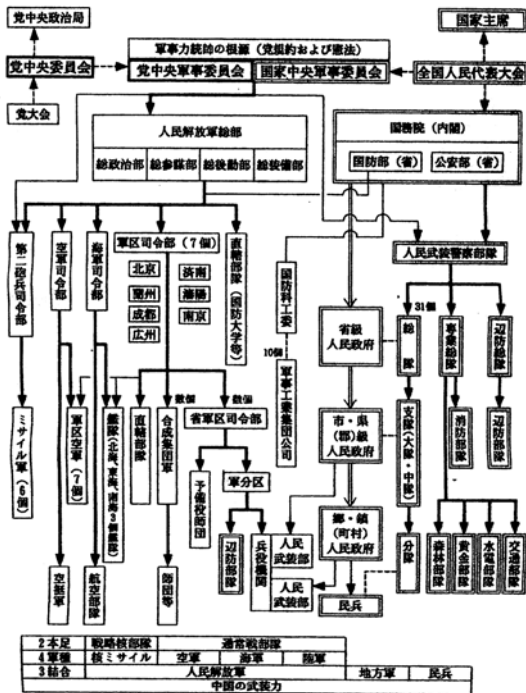 党中央政治局
軍事力統帥の根源（党規約および憲法）
国家主席
党中央委員会
党中央軍事委員会
国家中央軍事委員会
全国人民代表大会
党大会
人民解放軍総部
総政治部
総参謀部
総後勤部
総装備部
国務院（内閣）
国防部（省）
公安部（省）
第二砲兵司令部
空軍司令部
海軍司令部
軍区司令部（7個）
北京
済南
蘭州
瀋陽
成都
南京
広州
直轄部隊（国防大学等）
国防科工委
10個
軍事工業集団公司
人民武装警察部隊
省級
人民政府
31個
総隊
専業総隊
辺防総隊
数個
数個
ミサイル軍（6個）
軍区空軍（7個）
艦隊（北海、東海、南海3個艦隊）
直轄部隊
合成集団軍
省軍区司令部
市・県
（郡）級
人民政府
支隊（大隊・中隊）
消防部隊
辺防部隊
予備役師団
軍分区
空挺軍
航空部隊
師団等
辺防部隊
兵役機関
人民
武装部
人民
武装部
郷・鎮
（町村）
人民政府
民兵
分隊
森林部隊
黄金部隊
水電部隊
交通部隊
2本足 戦略核部隊 通常戦部隊
4軍種 核ミサイル 空軍 海軍 陸軍
3結合 人民解放軍 地方軍 民兵
中国の武装力